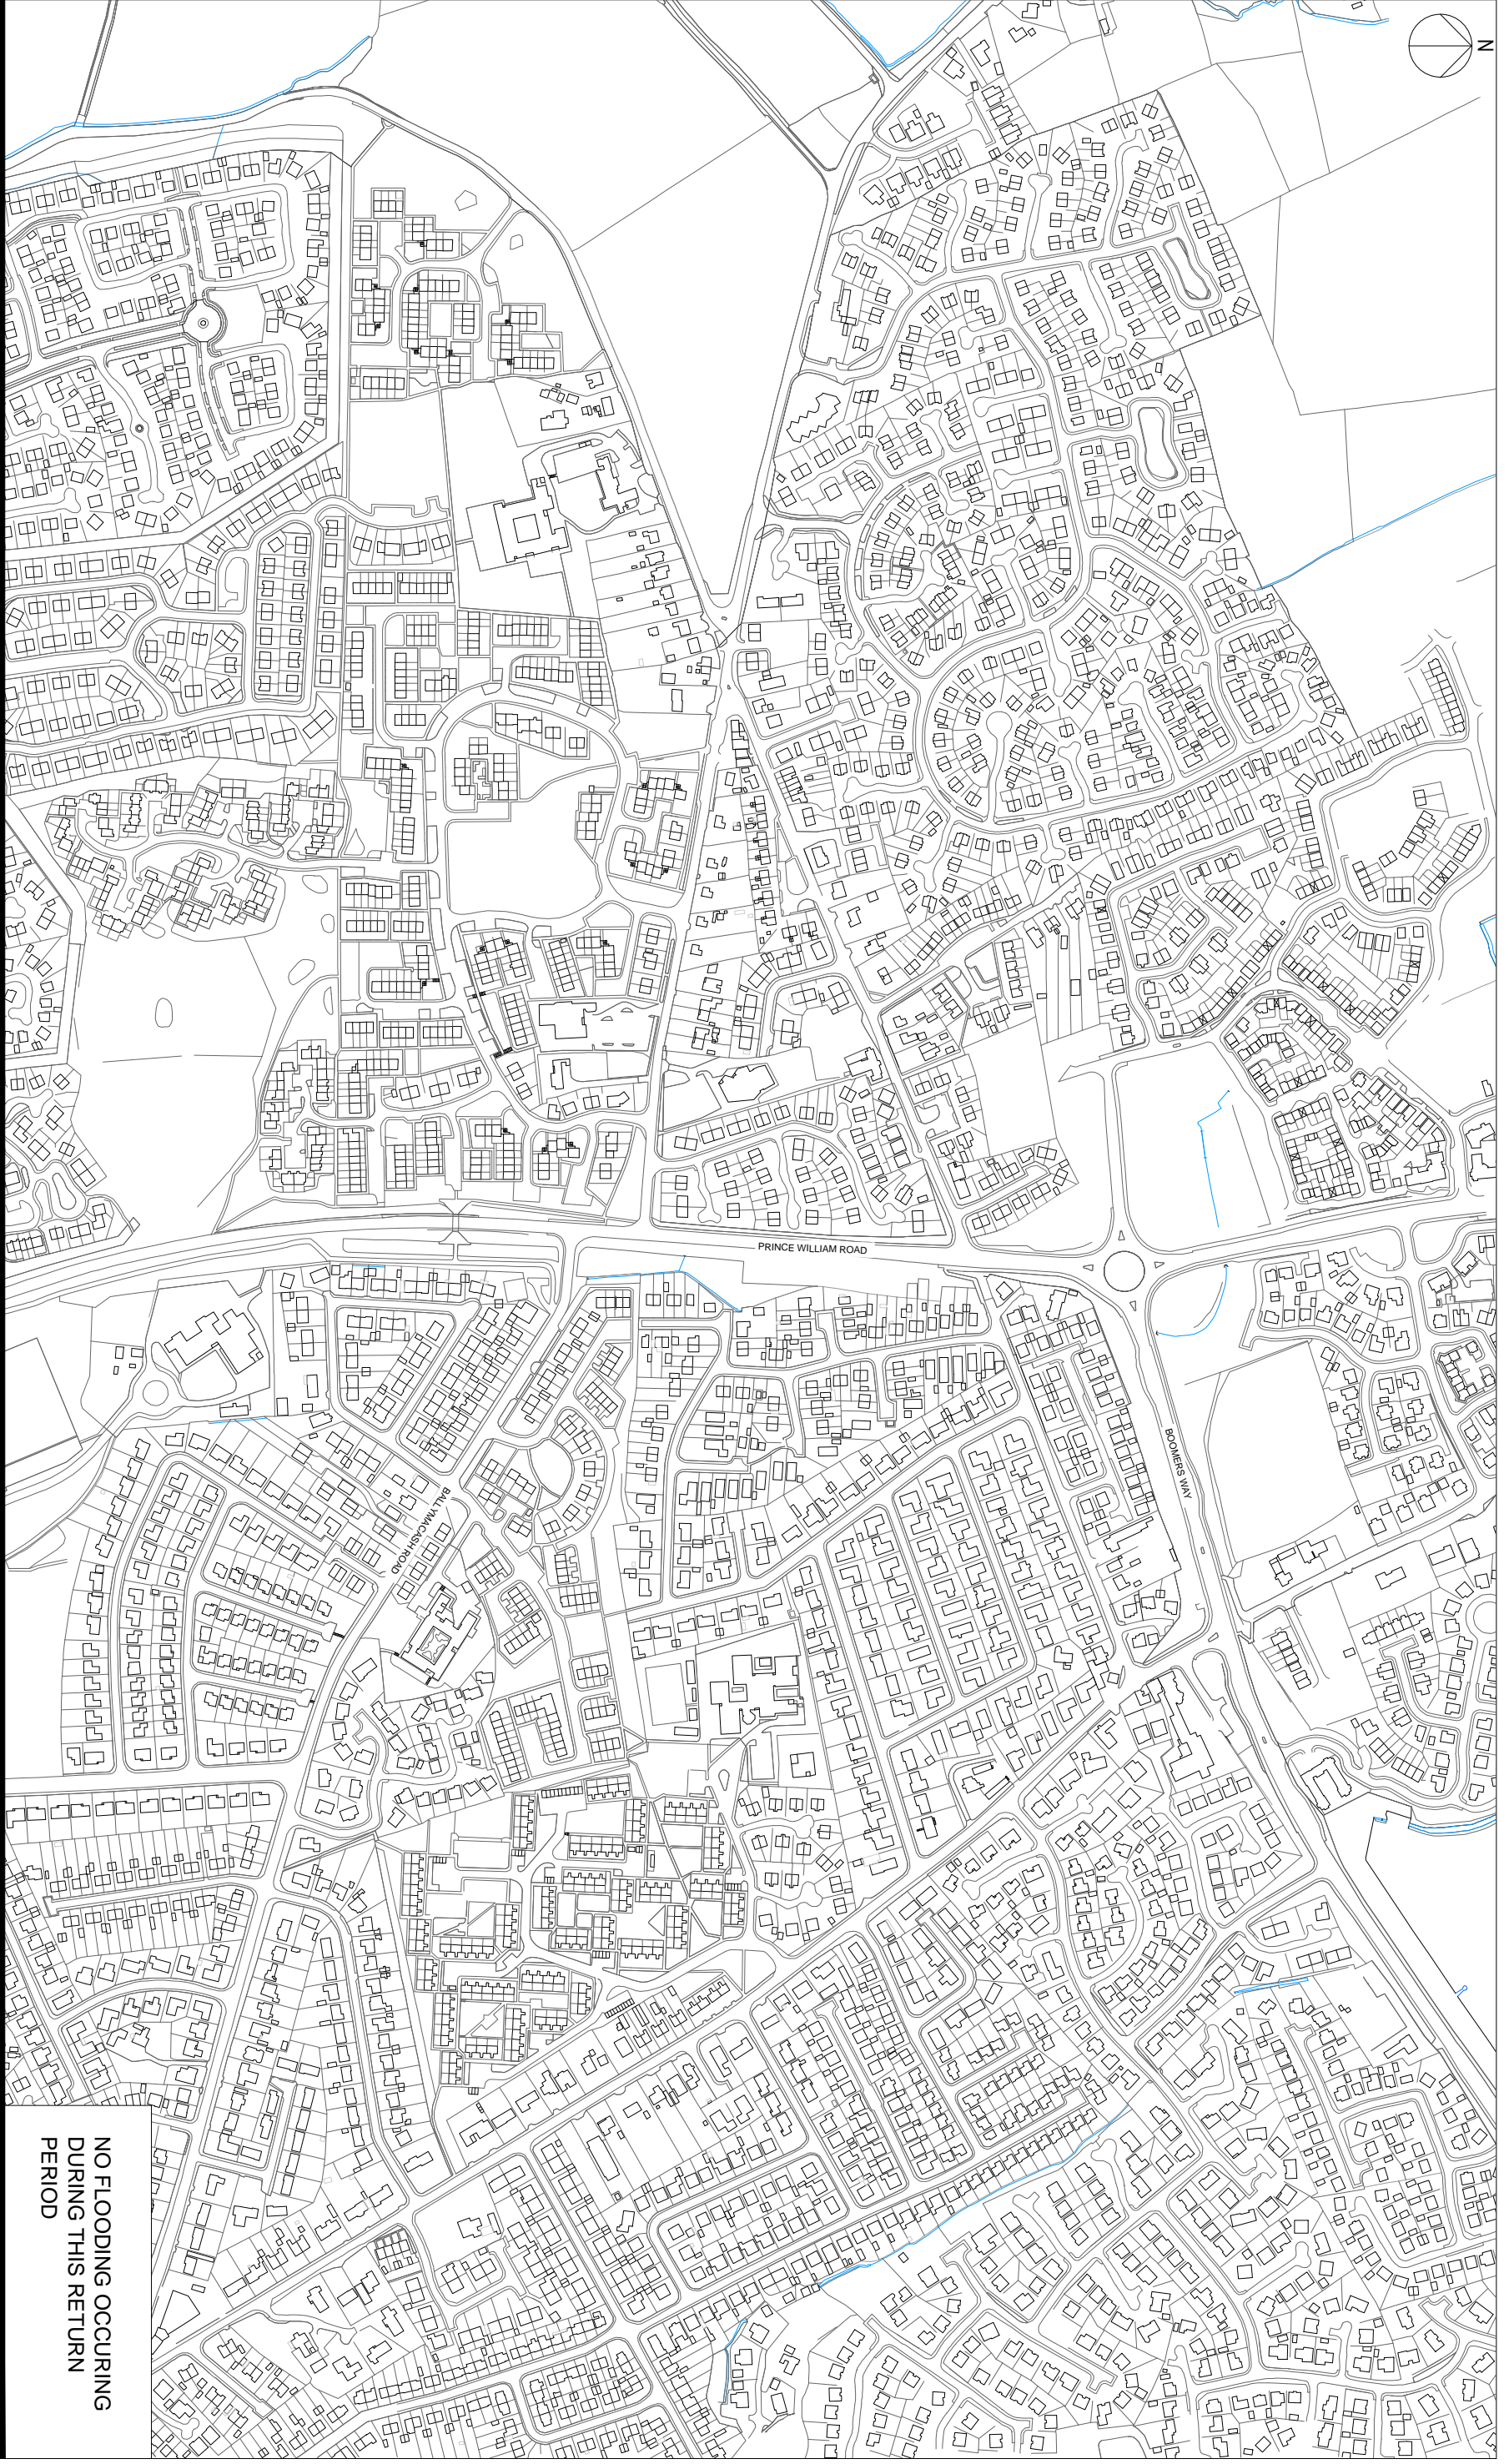 N
PRINCE WILLIAM ROAD
BOOMERS WAY
BALLYMACASH ROAD
NO FLOODING OCCURING
DURING THIS RETURN
PERIOD